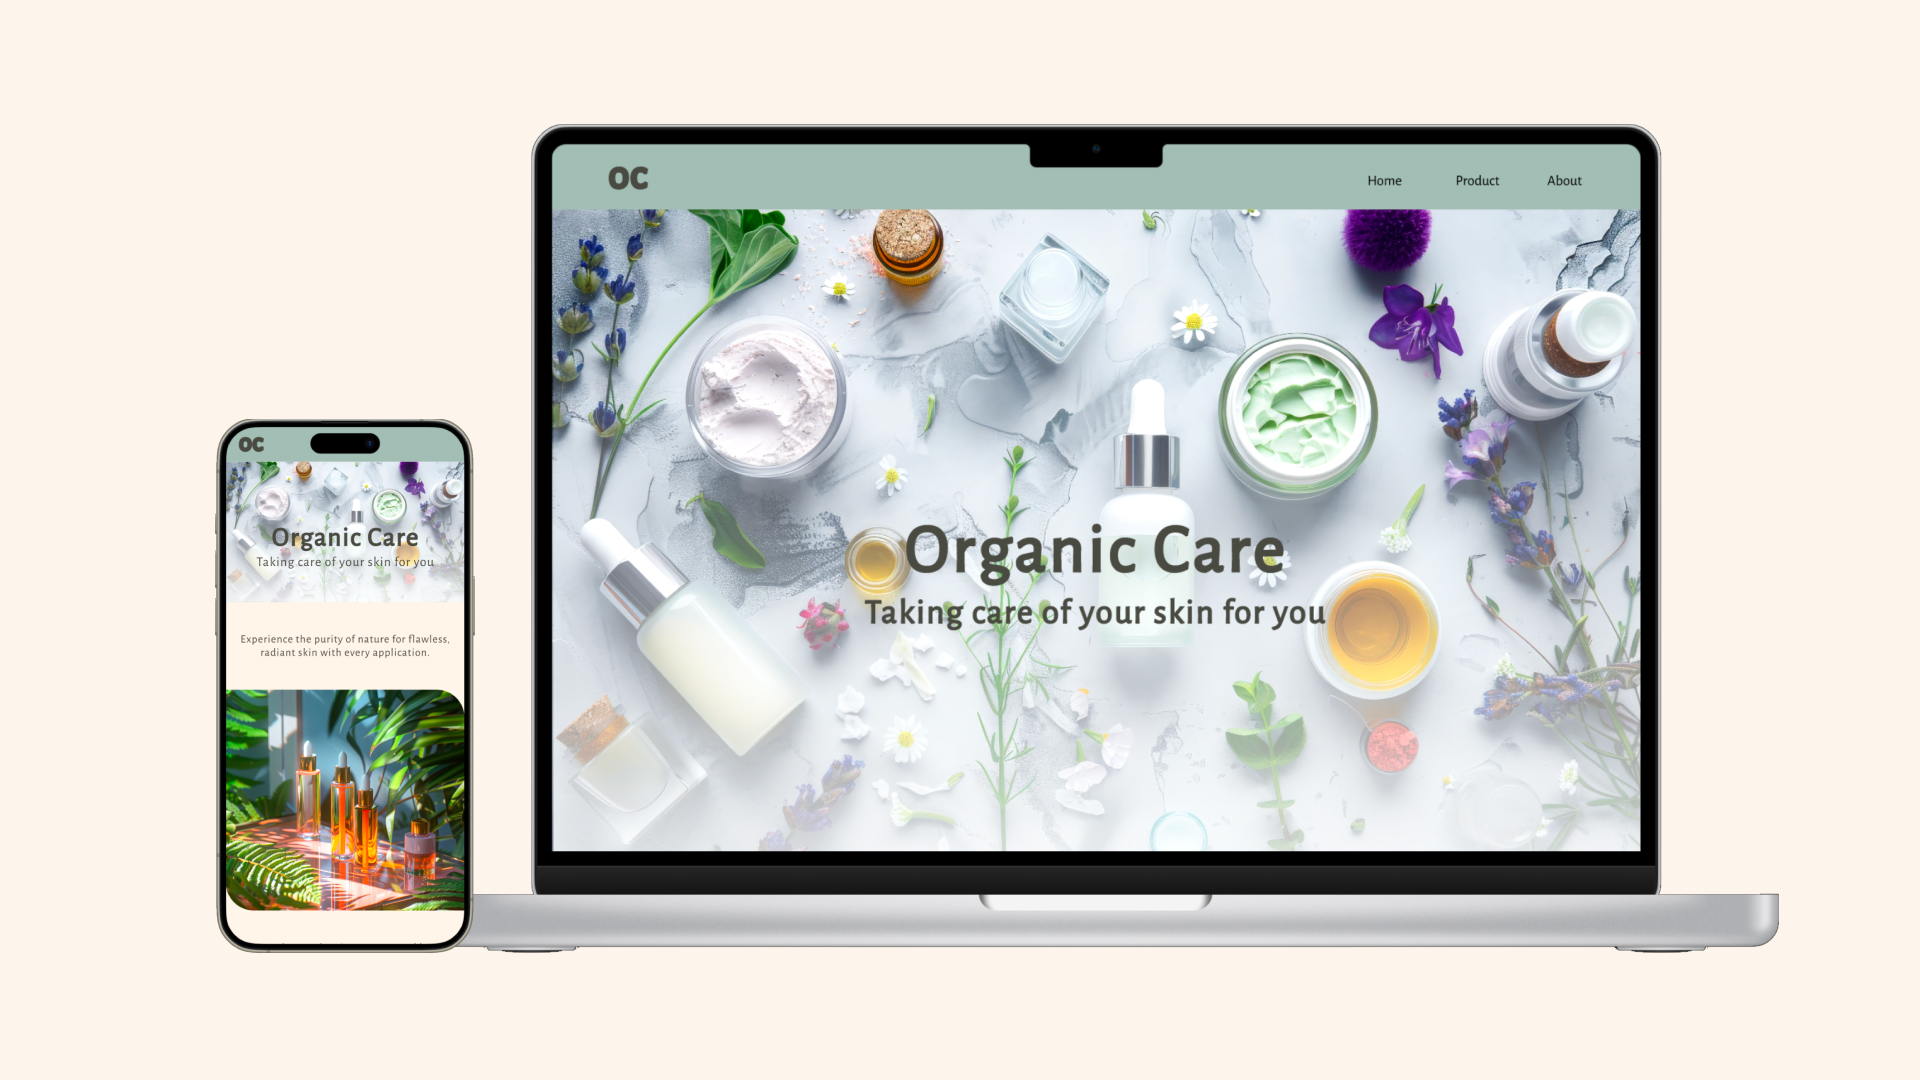 OC
Home Product About
Organic Care
Taking care of your skin for you
OC
Organic Care
Taking care of your skin for you
Experience the purity of nature for flawless,
radiant skin with every application.